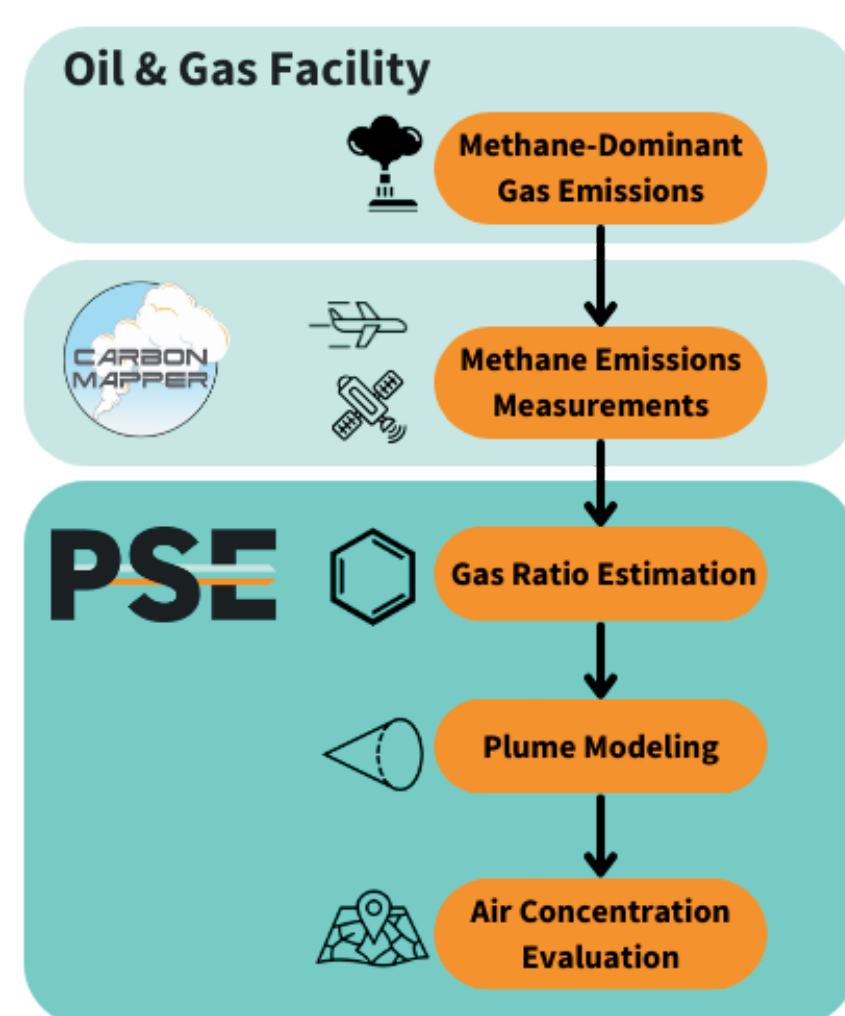 Oil & Gas Facility
Methane-Dominant
Gas Emissions
CARBON
MAPPER
Methane Emissions
Measurements
PSE
Gas Ratio Estimation
Plume Modeling
Air Concentration
Evaluation